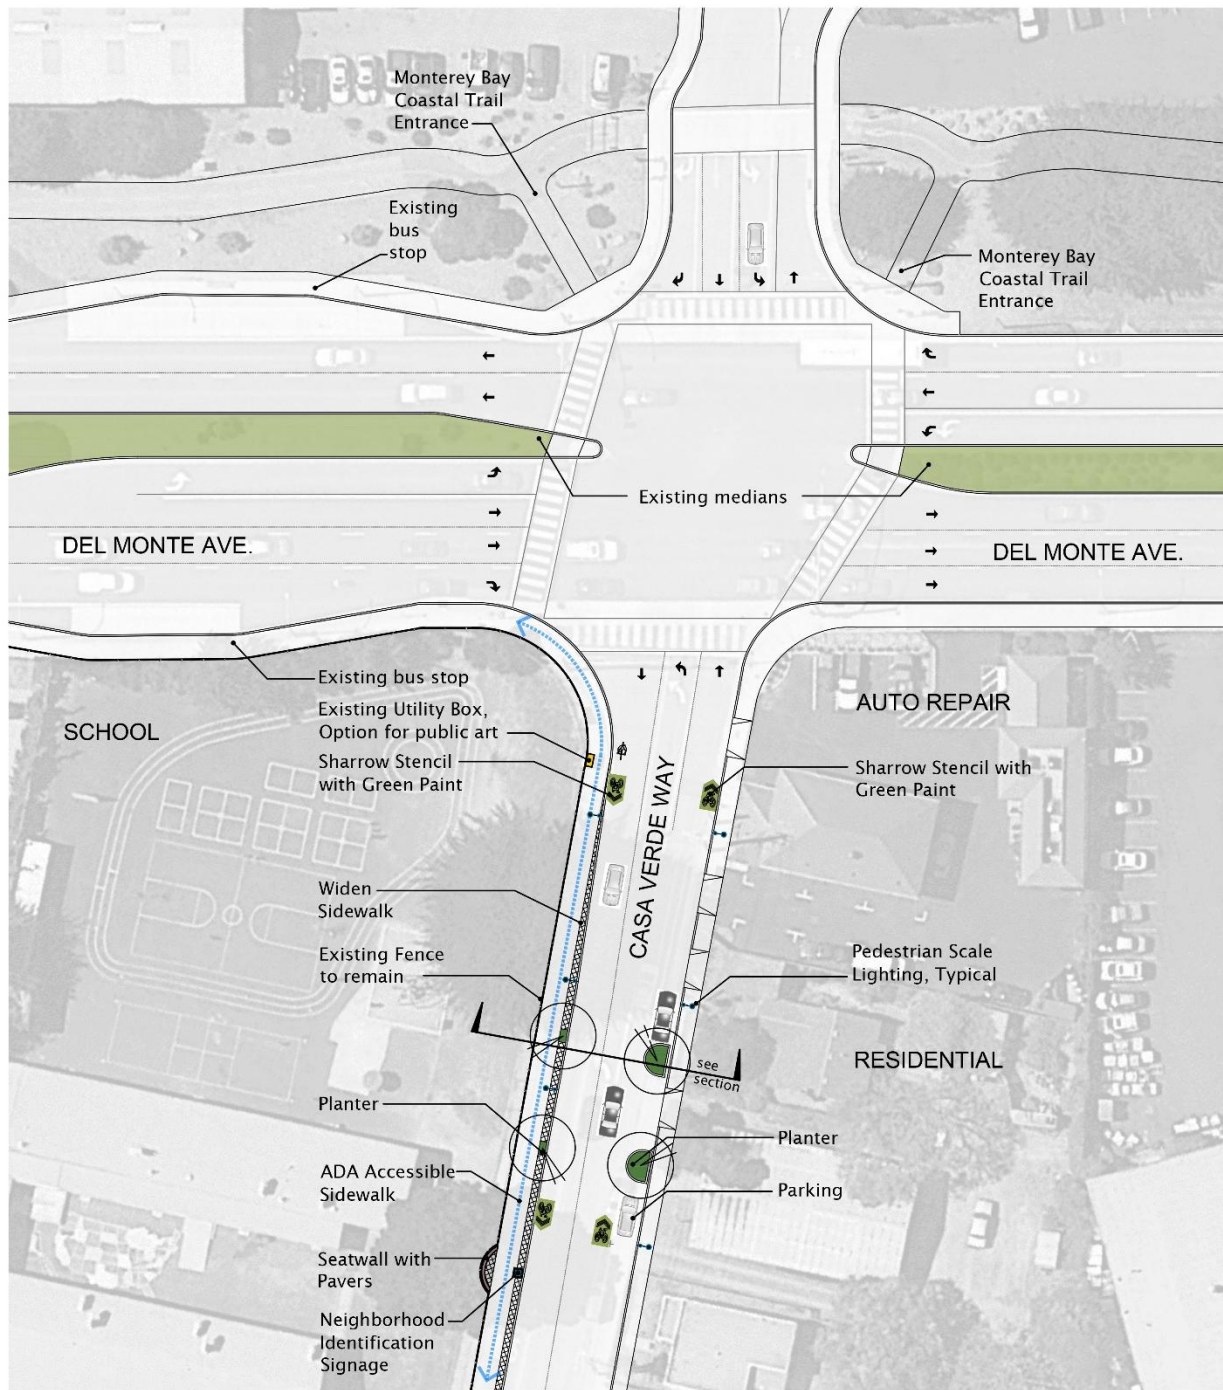 Monterey Bay
Coastal Trail
Entrance
Existing
bus
stop
Monterey Bay
Coastal Trail
Entrance
Existing medians
DEL MONTE AVE.
DEL MONTE AVE.
Existing bus stop
Existing Utility Box,
Option for public art
Sharrow Stencil
with Green Paint
SCHOOL
AUTO REPAIR
Sharrow Stencil with
Green Paint
CASA VERDE WAY
Widen
Sidewalk
Existing Fence
to remain
Pedestrian Scale
Lighting, Typical
see
section
RESIDENTIAL
Planter
Planter
ADA Accessible
Sidewalk
Parking
Seatwall with
Pavers
Neighborhood
Identification
Signage